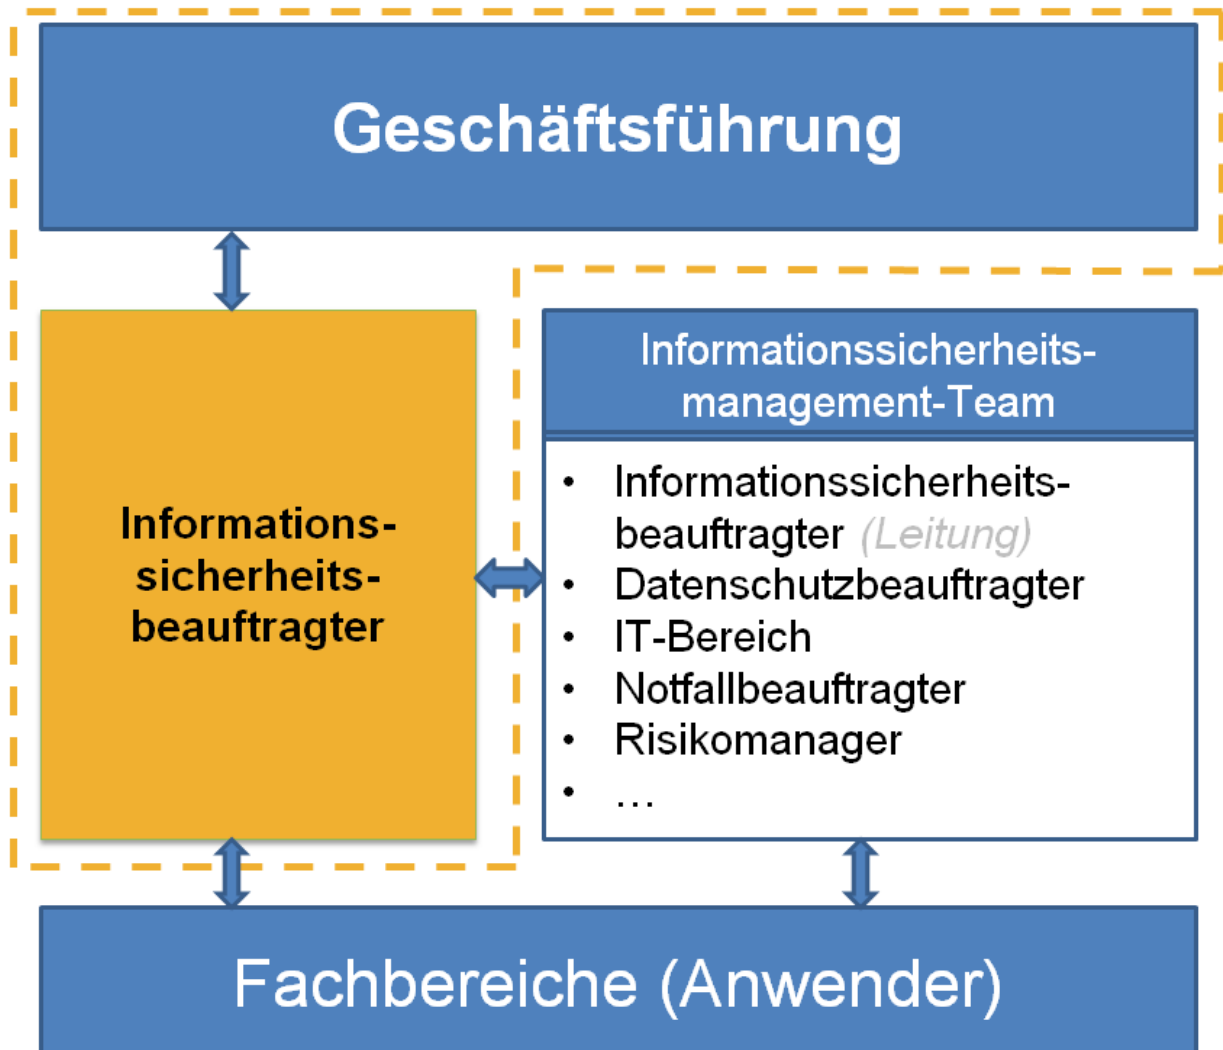 Geschäftsführung
Informations-
sicherheits-
beauftragter
Informationssicherheits-
management-Team
• Informationssicherheits-
beauftragter (Leitung)
• Datenschutzbeauftragter
• IT-Bereich
• Notfallbeauftragter
• Risikomanager
• …
Fachbereiche (Anwender)